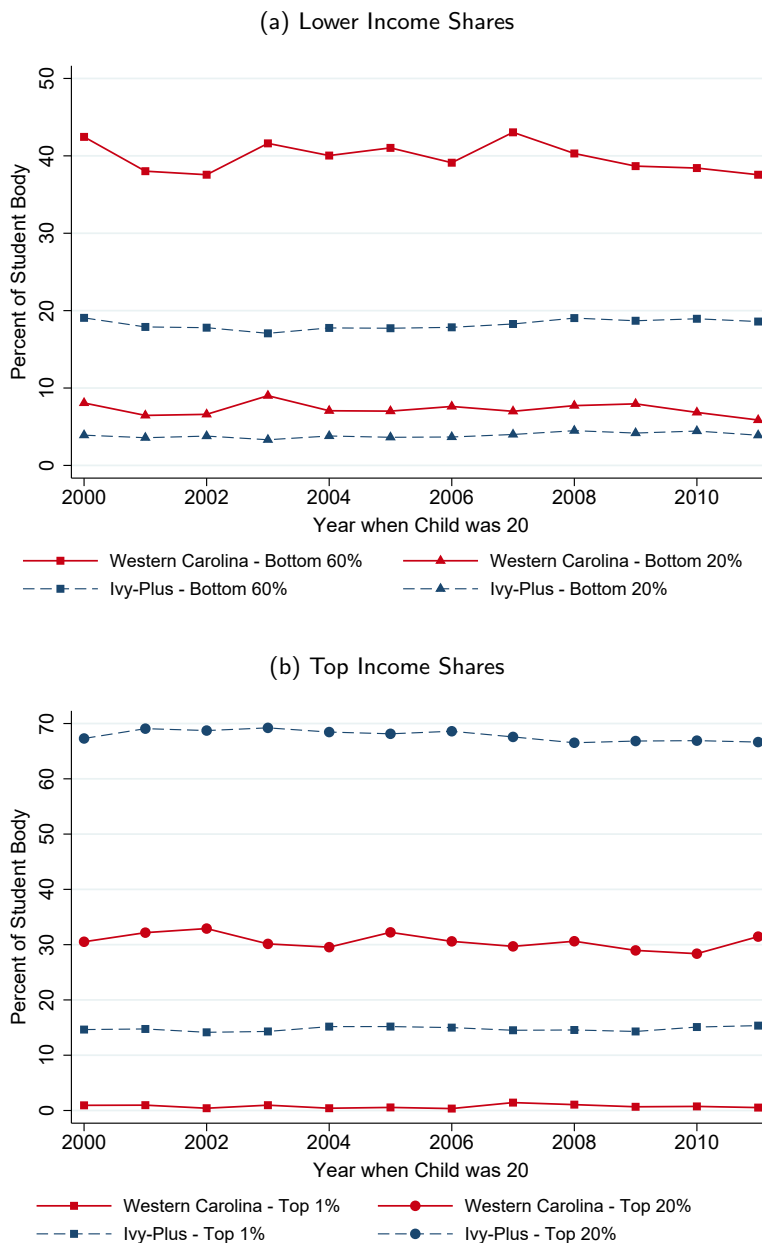 (a) Lower Income Shares
Percent of Student Body
50
40
30
20
10
0
2000 2002 2004 2006 2008 2010
Year when Child was 20
Western Carolina - Bottom 60% Western Carolina - Bottom 20%
Ivy-Plus - Bottom 60% Ivy-Plus - Bottom 20%
(b) Top Income Shares
Percent of Student Body
70
60
50
40
30
20
10
0
2000 2002 2004 2006 2008 2010
Year when Child was 20
Western Carolina - Top 1% Western Carolina - Top 20%
Ivy-Plus - Top 1% Ivy-Plus - Top 20%